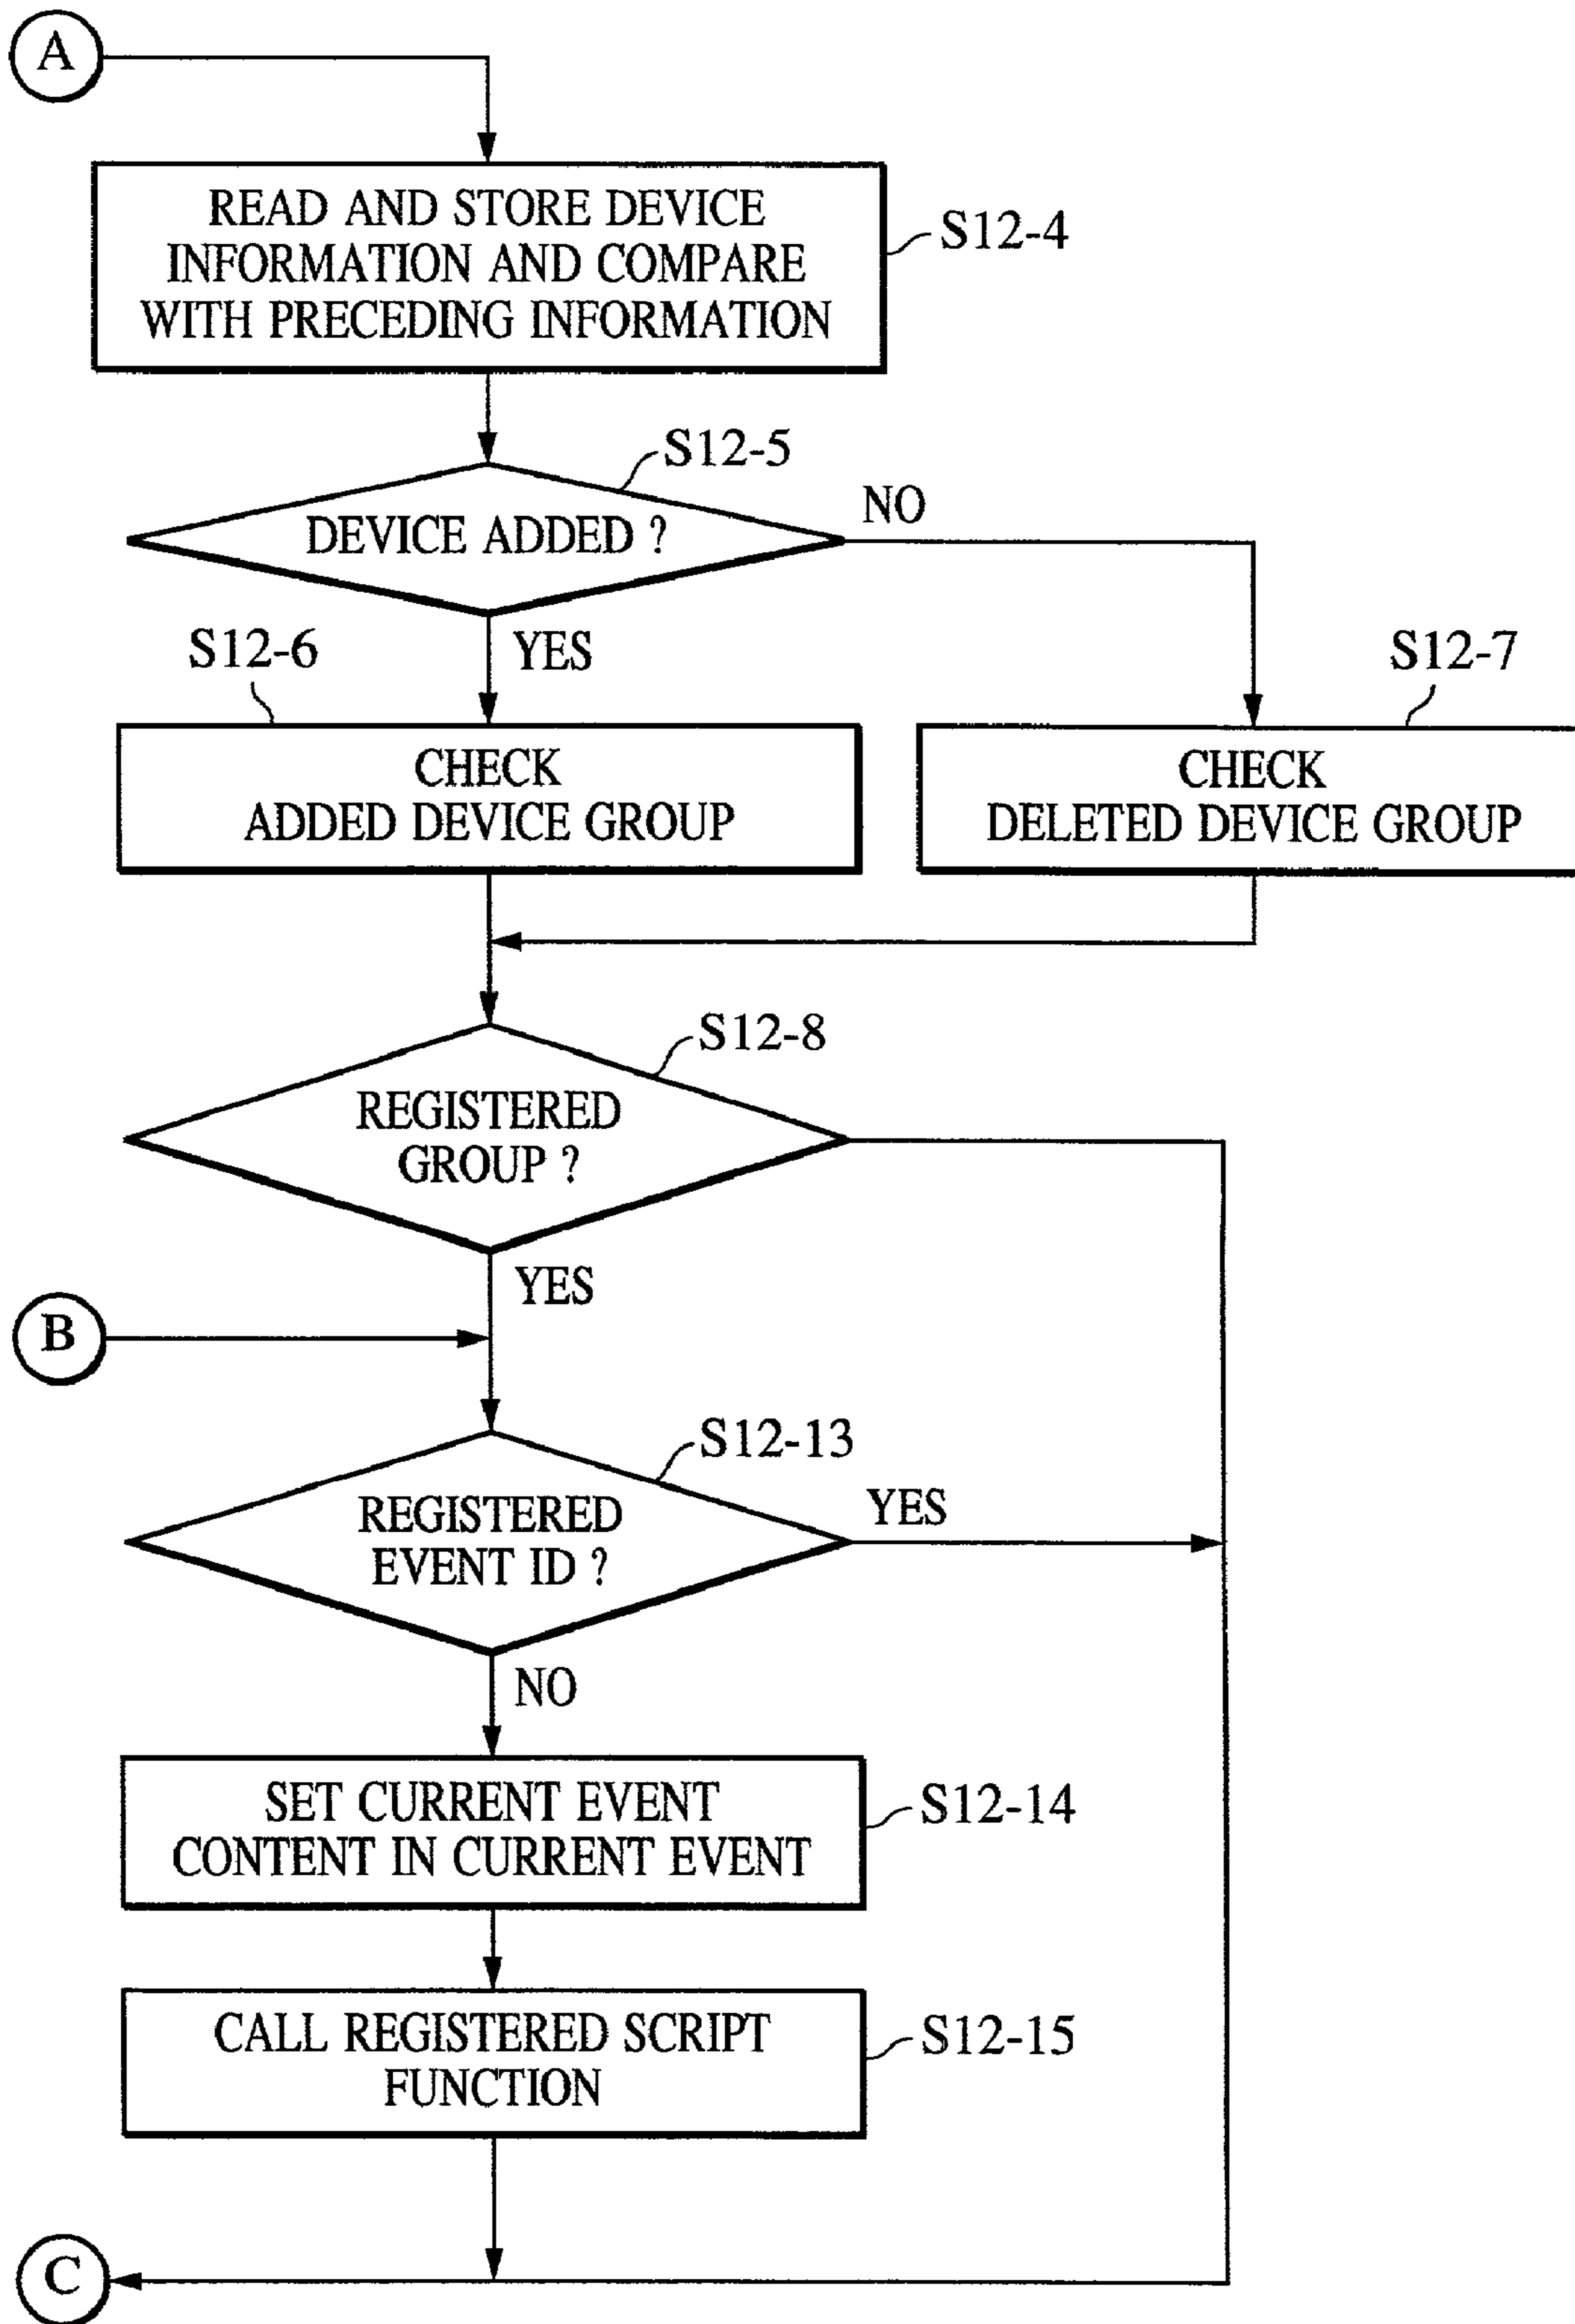 A
READ AND STORE DEVICE
INFORMATION AND COMPARE
WITH PRECEDING INFORMATION
S12-4
S12-5
DEVICE ADDED ?
NO
YES
S12-6
S12-7
CHECK
ADDED DEVICE GROUP
CHECK
DELETED DEVICE GROUP
S12-8
REGISTERED
GROUP ?
YES
B
S12-13
REGISTERED
EVENT ID ?
YES
NO
SET CURRENT EVENT
CONTENT IN CURRENT EVENT
S12-14
CALL REGISTERED SCRIPT
FUNCTION
S12-15
C